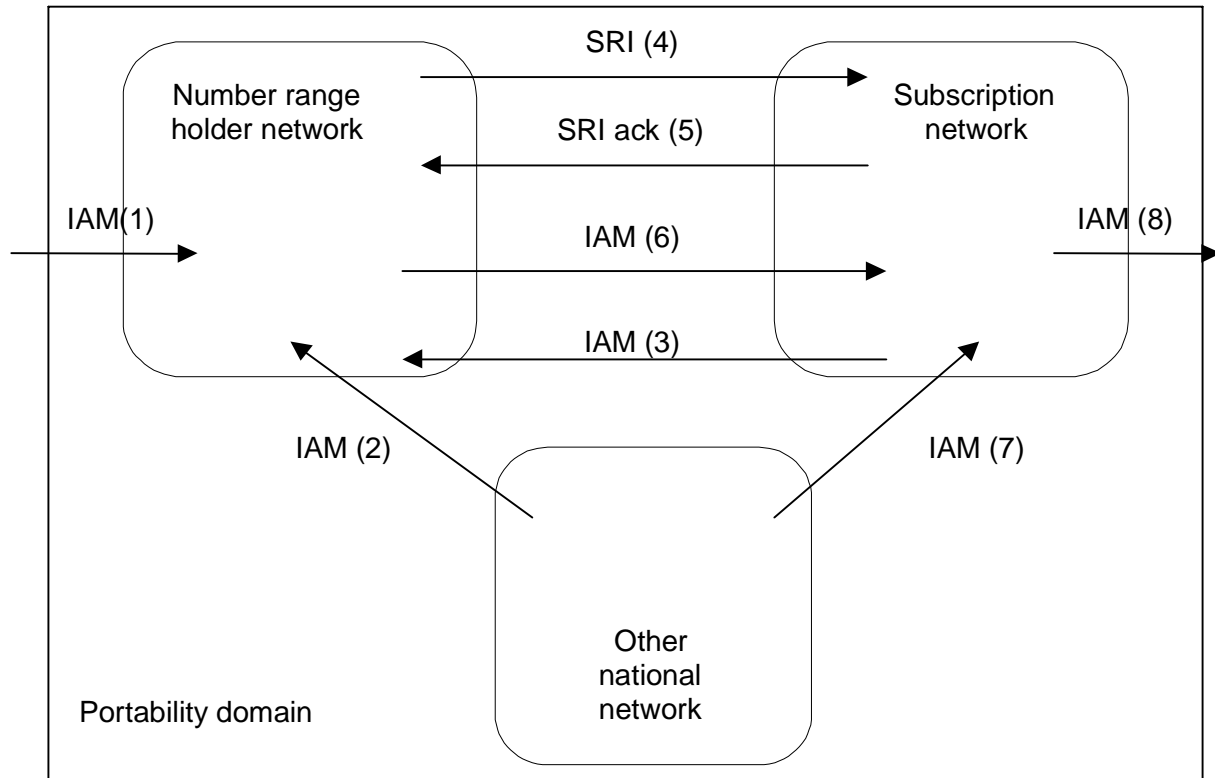 SRI (4)
Number range
holder network
Subscription
network
SRI ack (5)
IAM(1)
IAM (6)
IAM (8)
IAM (3)
IAM (2)
IAM (7)
Other
national
network
Portability domain